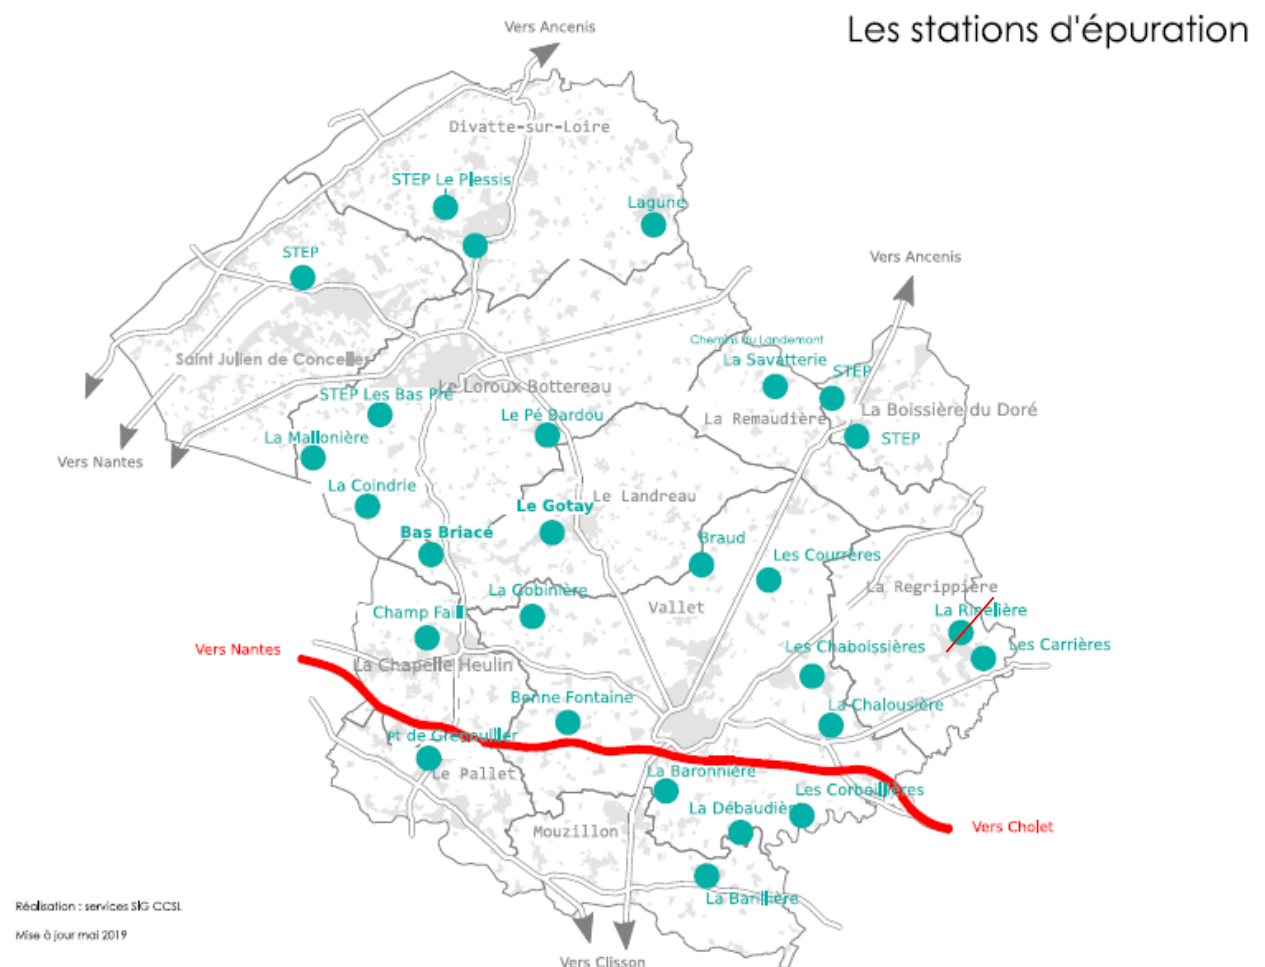 Les stations d'épuration
Vers Ancenis
Divatte-sur-Loire
STEP Le Plessis
Lagune
STEP
Vers Ancenis
Chemins du Landemont
La Savatterie
Saint Julien de Concelles
STEP
Le Loroux Bottereau
STEP Les Bas Pré
La Boissière du Doré
Le Pé Bardou
La Remaudière
La Mallonière
STEP
Vers Nantes
La Coindrie
Le Landreau
Le Gotay
Bas Briacé
Braud
Les Courrères
La Regrippière
La Gobinière
Vallet
Champ Fail
La Rinelière
Les Carrières
Vers Nantes
Les Chaboissières
La Chapelle Heulin
Bonne Fontaine
La Chalousière
Pt de Grenouiller
Le Pallet
La Baronnière
Les Corbeillères
La Débaudièr
Mouzillon
Vers Cholet
La Barillière
Réalisation : services SIG CCSL
Mise à jour mai 2019
Vers Clisson